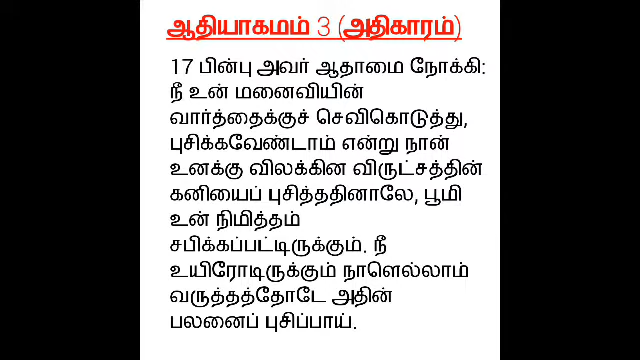 ஆதியாகமம் 3 (அதிகாரம்)
17 பின்பு அவர் ஆதாமை நோக்கி:
நீ உன் மனைவியின்
வார்த்தைக்குச் செவிகொடுத்து,
புசிக்கவேண்டாம் என்று நான்
உனக்கு விலக்கின விருட்சத்தின்
கனியைப் புசித்ததினாலே, பூமி
உன் நிமித்தம்
சபிக்கப்பட்டிருக்கும். நீ
உயிரோடிருக்கும் நாளெல்லாம்
வருத்தத்தோடே அதின்
பலனைப் புசிப்பாய்.